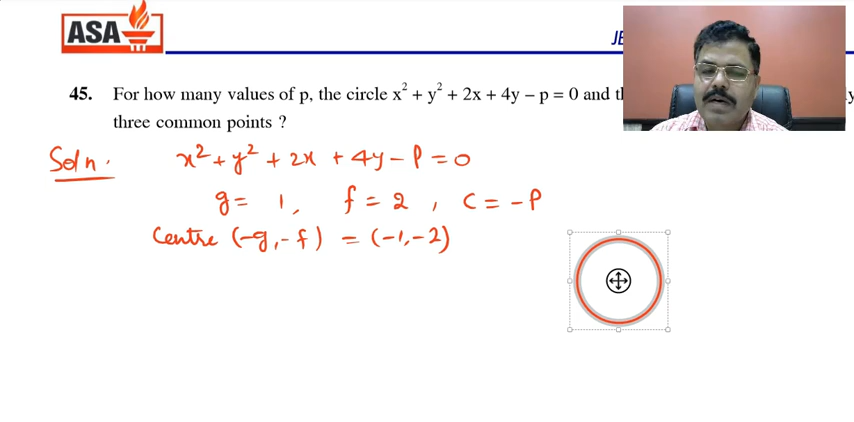 ASA
JE
45. For how many values of p, the circle x² + y² + 2x + 4y – p = 0 and th y
three common points ?
Soln. x² + y² + 2x + 4y – P = 0
g = 1, f = 2, c = –P
Centre (–g, –f) = (–1, –2)